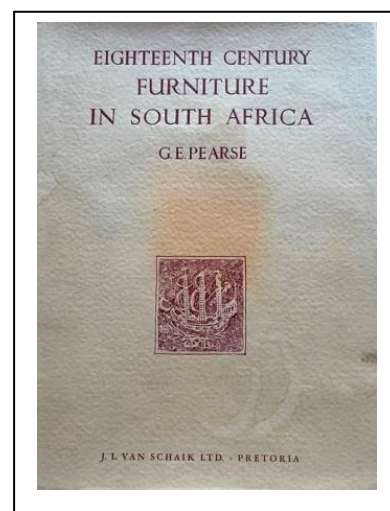 EIGHTEENTH CENTURY
FURNITURE
IN SOUTH AFRICA
G.E.PEARSE
J. L. VAN SCHAIK LTD. - PRETORIA